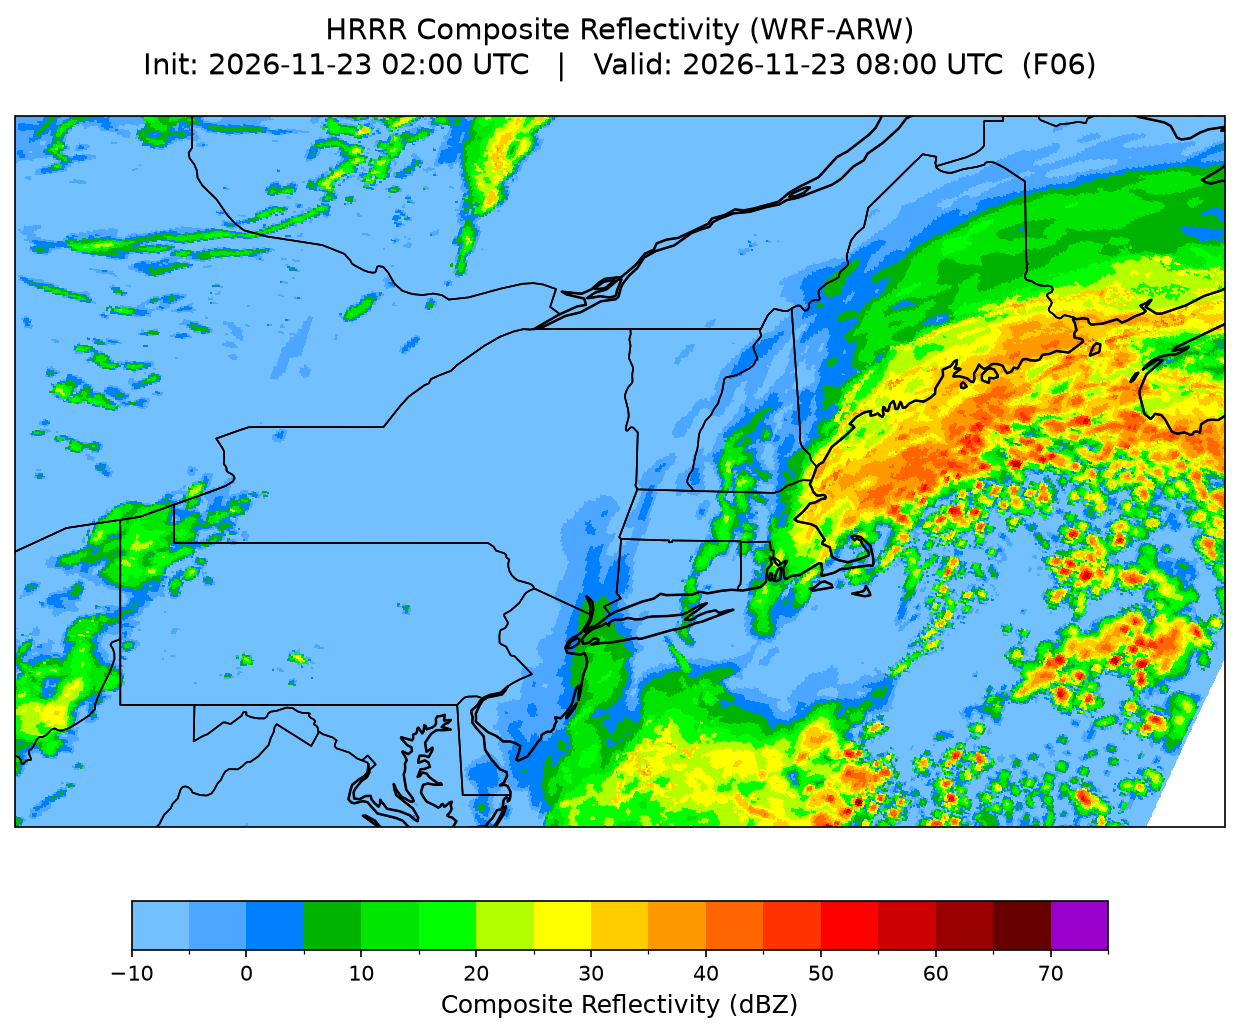 HRRR Composite Reflectivity (WRF-ARW)
Init: 2026-11-23 02:00 UTC | Valid: 2026-11-23 08:00 UTC (F06)
−10 0 10 20 30 40 50 60 70
Composite Reflectivity (dBZ)